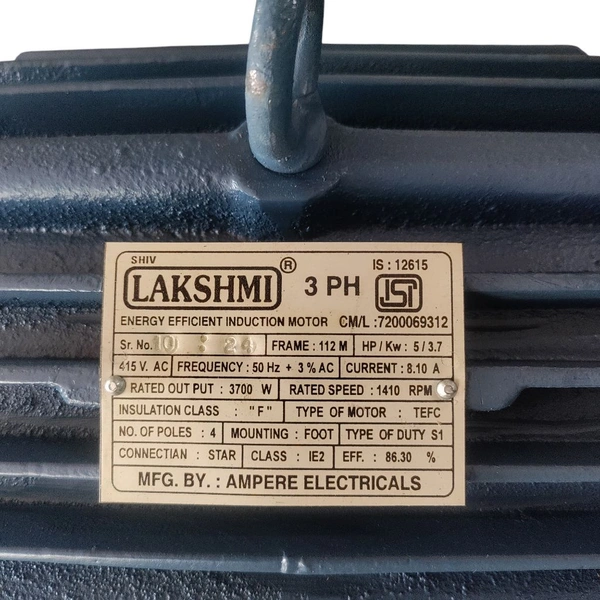 SHIV
LAKSHMI ® 3 PH IS : 12615
ISI
ENERGY EFFICIENT INDUCTION MOTOR CM/L :7200069312
Sr. No. 10 : 24 FRAME : 112 M HP / Kw : 5 / 3.7
415 V. AC FREQUENCY : 50 Hz + 3 % AC CURRENT : 8.10 A
RATED OUT PUT : 3700 W RATED SPEED : 1410 RPM
INSULATION CLASS : " F " TYPE OF MOTOR : TEFC
NO. OF POLES : 4 MOUNTING : FOOT TYPE OF DUTY S1
CONNECTIAN : STAR CLASS : IE2 EFF. : 86.30 %
MFG. BY. : AMPERE ELECTRICALS